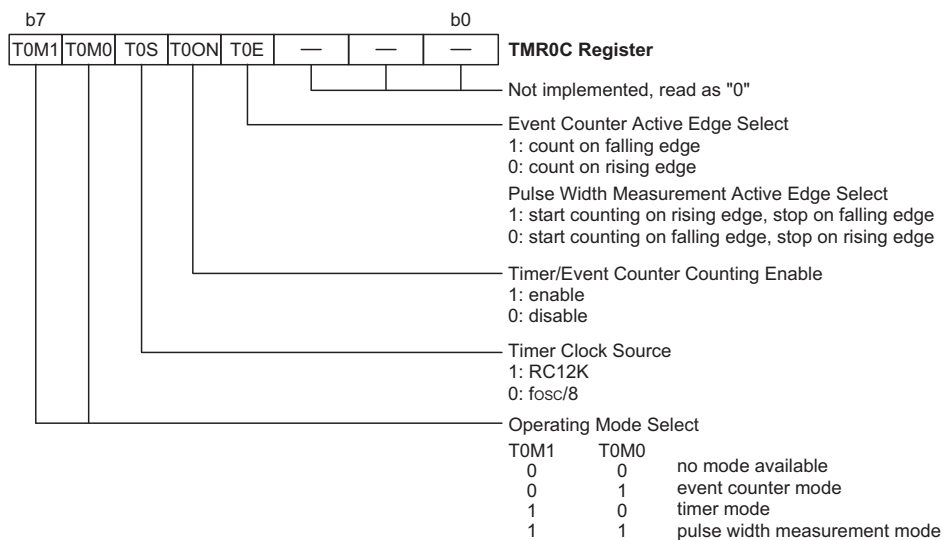 b7 b0
T0M1 T0M0 T0S T0ON T0E — — — TMR0C Register
Not implemented, read as "0"
Event Counter Active Edge Select
1: count on falling edge
0: count on rising edge
Pulse Width Measurement Active Edge Select
1: start counting on rising edge, stop on falling edge
0: start counting on falling edge, stop on rising edge
Timer/Event Counter Counting Enable
1: enable
0: disable
Timer Clock Source
1: RC12K
0: fOSC/8
Operating Mode Select
T0M1 T0M0
0 0 no mode available
0 1 event counter mode
1 0 timer mode
1 1 pulse width measurement mode